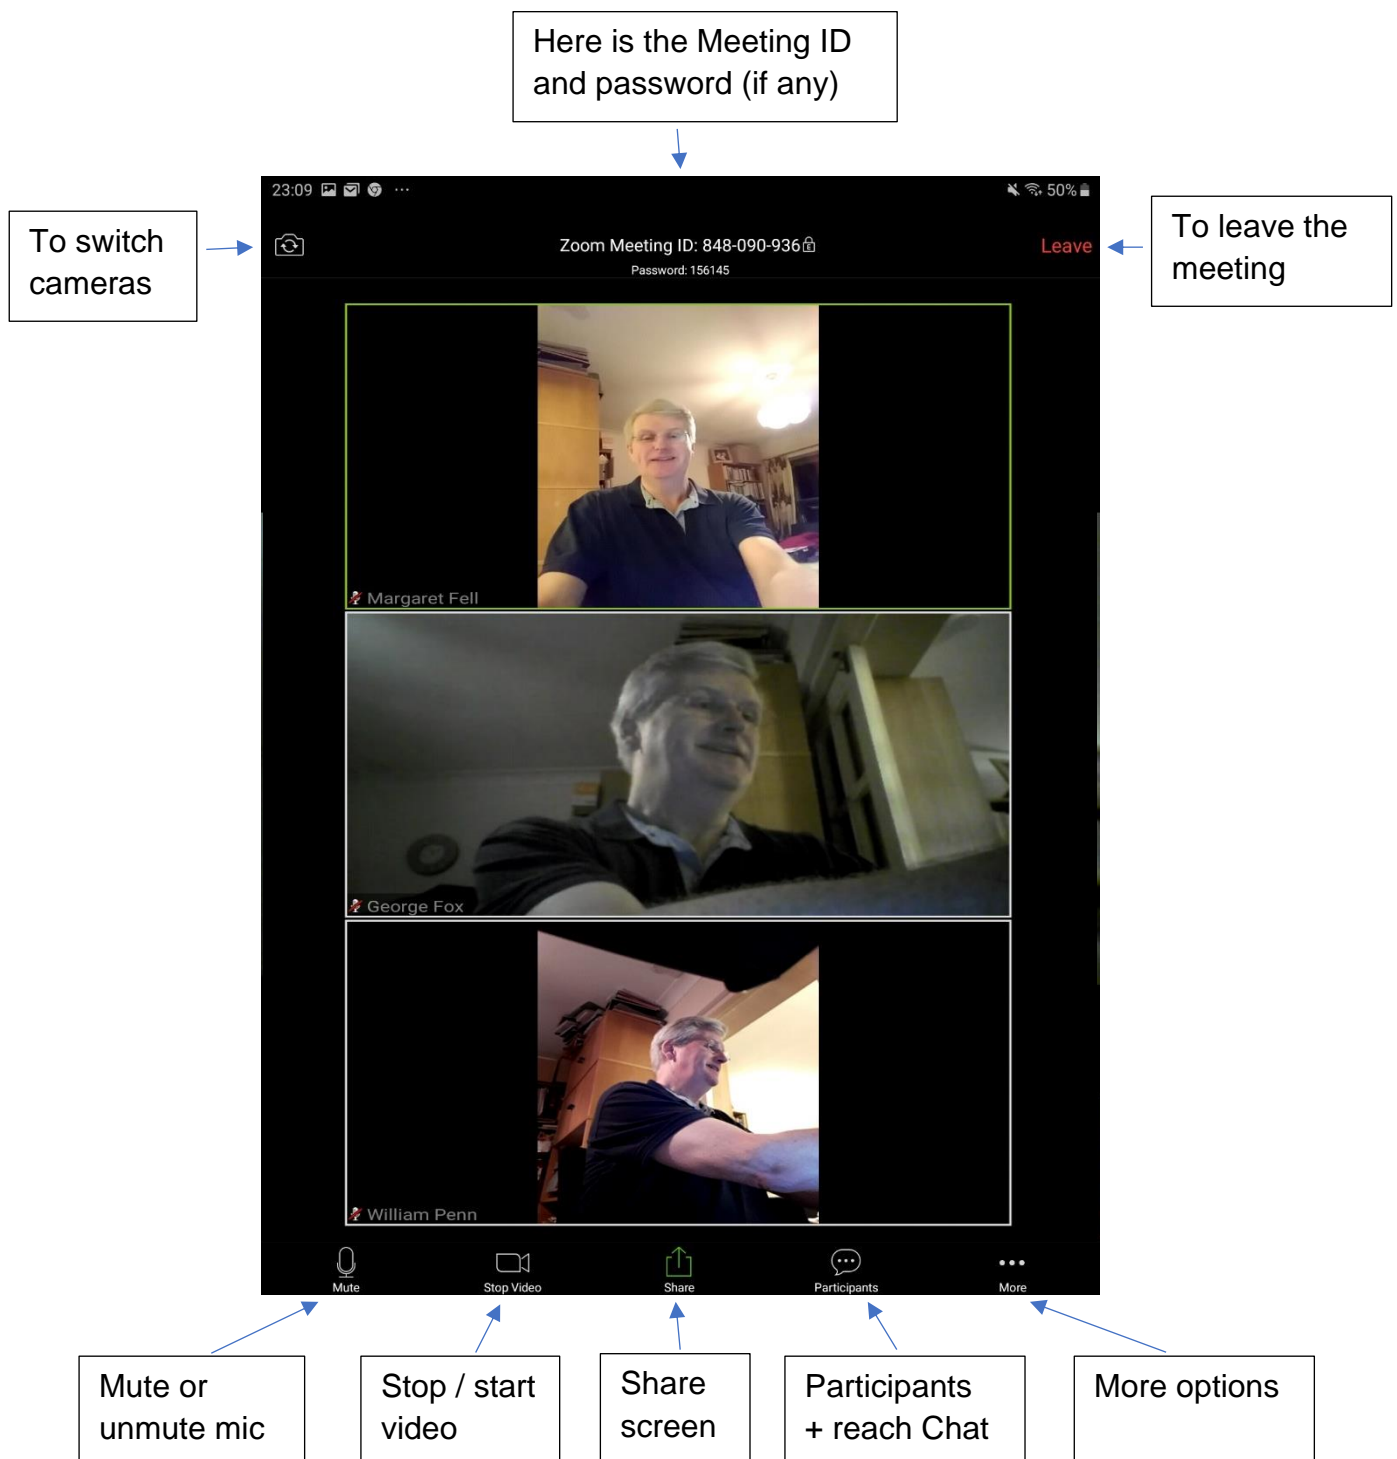 Here is the Meeting ID
and password (if any)
23:09
50%
To switch
cameras
Zoom Meeting ID: 848-090-936
Password: 156145
Leave
To leave the
meeting
Margaret Fell
George Fox
William Penn
Mute
Stop Video
Share
Participants
More
Mute or
unmute mic
Stop / start
video
Share
screen
Participants
+ reach Chat
More options